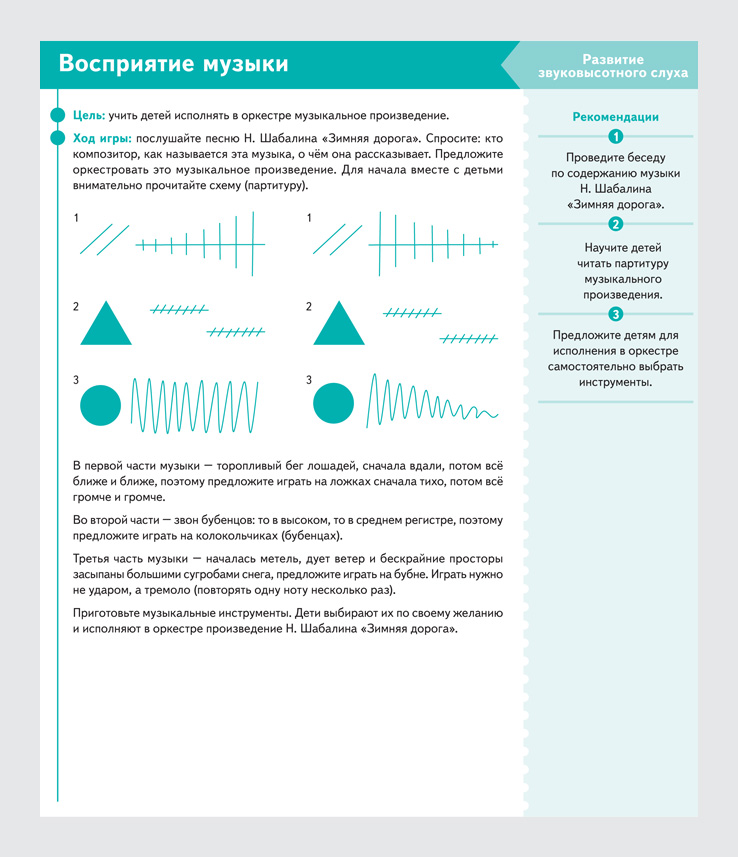 Восприятие музыки
Развитие
звуковысотного слуха
Цель: учить детей исполнять в оркестре музыкальное произведение.
Ход игры: послушайте песню Н. Шабалина «Зимняя дорога». Спросите: кто
композитор, как называется эта музыка, о чём она рассказывает. Предложите
оркестровать это музыкальное произведение. Для начала вместе с детьми
внимательно прочитайте схему (партитуру).
1
1
2
2
3
3
В первой части музыки — торопливый бег лошадей, сначала вдали, потом всё
ближе и ближе, поэтому предложите играть на ложках сначала тихо, потом всё
громче и громче.
Во второй части — звон бубенцов: то в высоком, то в среднем регистре, поэтому
предложите играть на колокольчиках (бубенцах).
Третья часть музыки — началась метель, дует ветер и бескрайние просторы
засыпаны большими сугробами снега, предложите играть на бубне. Играть нужно
не ударом, а тремоло (повторять одну ноту несколько раз).
Приготовьте музыкальные инструменты. Дети выбирают их по своему желанию
и исполняют в оркестре произведение Н. Шабалина «Зимняя дорога».
Рекомендации
1
Проведите беседу
по содержанию музыки
Н. Шабалина
«Зимняя дорога».
2
Научите детей
читать партитуру
музыкального
произведения.
3
Предложите детям для
исполнения в оркестре
самостоятельно выбрать
инструменты.